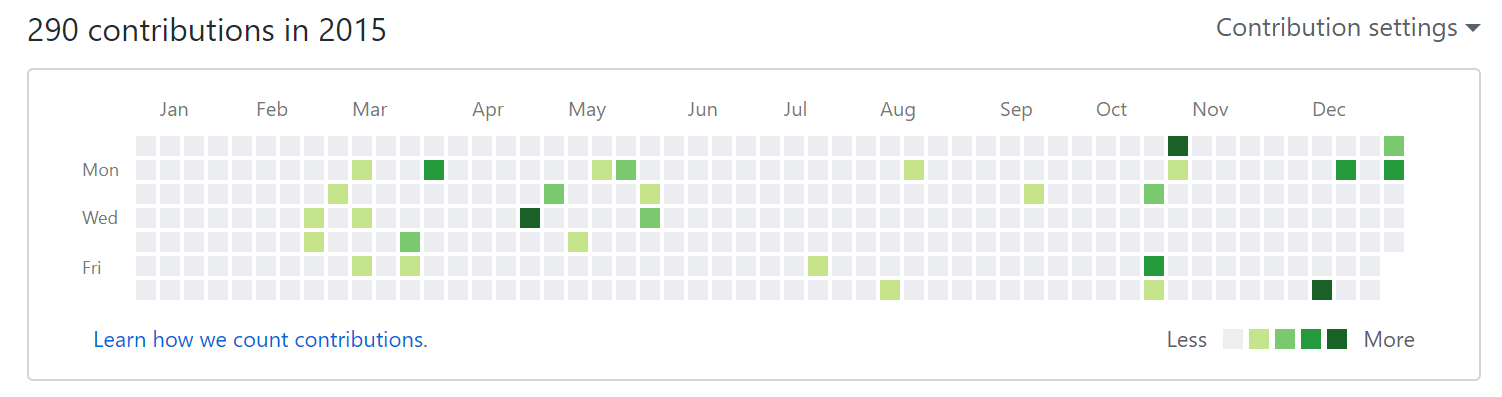 290 contributions in 2015
Contribution settings
Jan Feb Mar Apr May Jun Jul Aug Sep Oct Nov Dec
Mon
Wed
Fri
Learn how we count contributions.
Less More